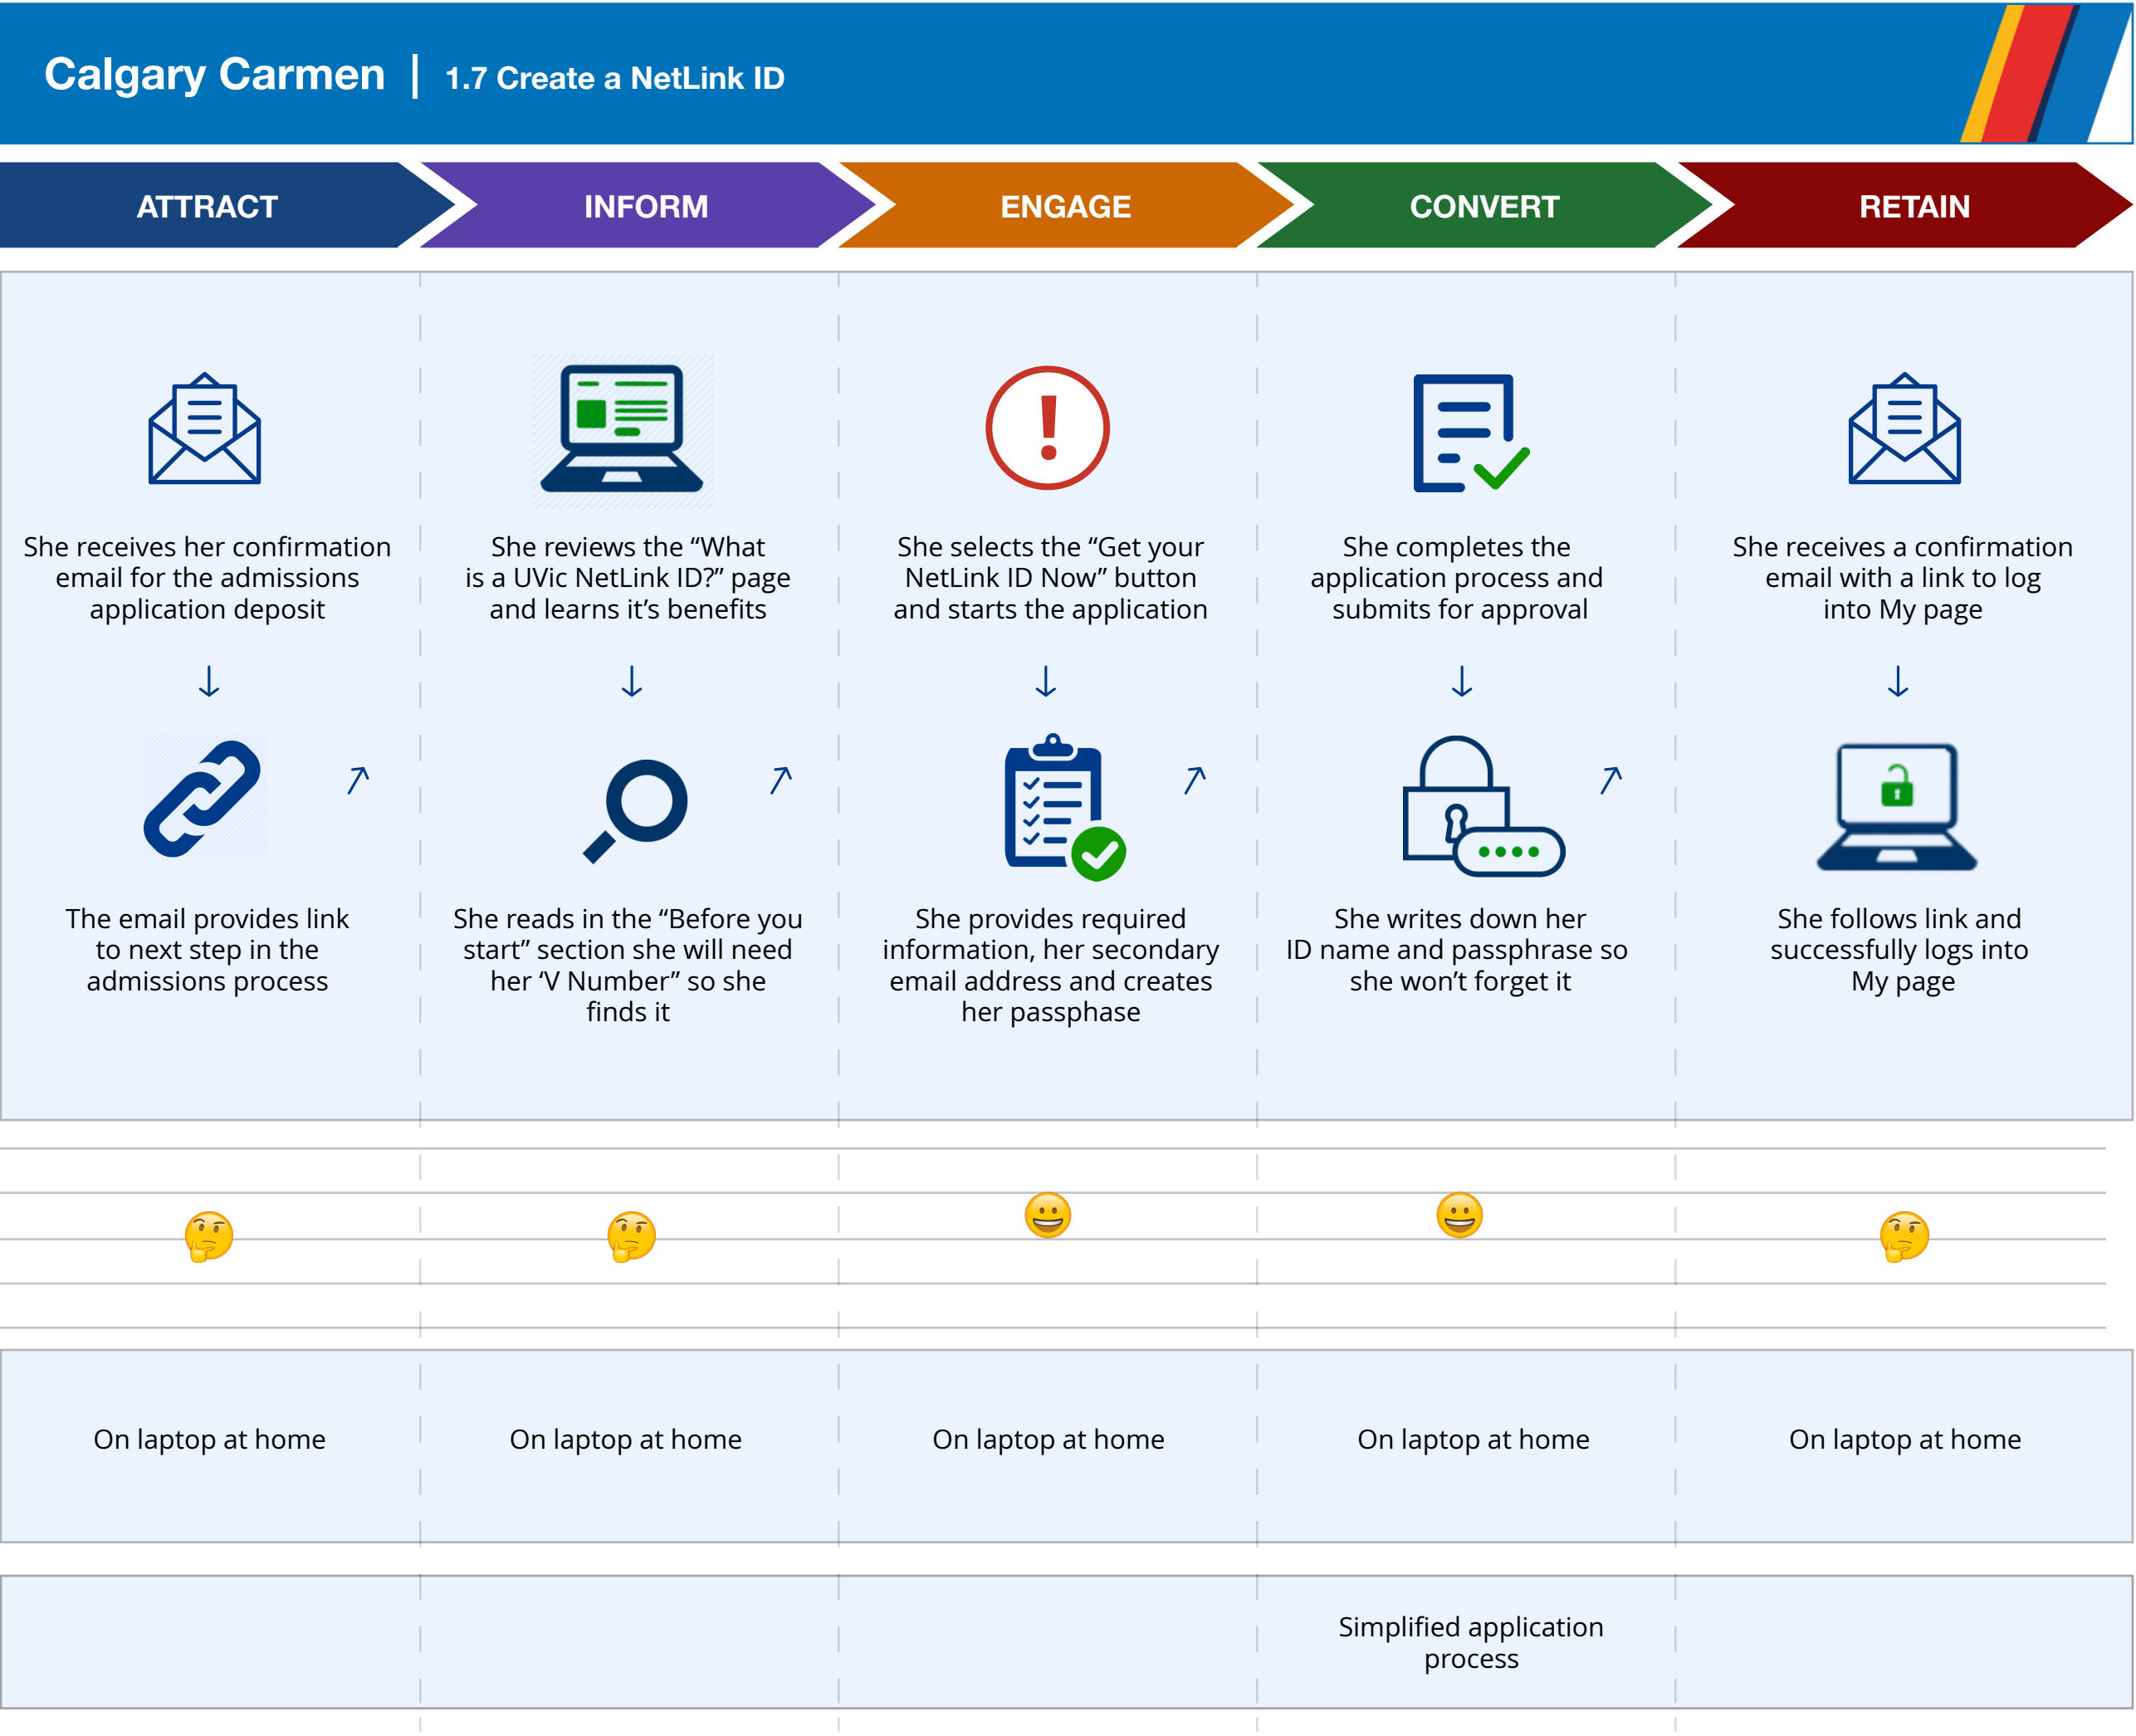 Calgary Carmen | 1.7 Create a NetLink ID
ATTRACT
INFORM
ENGAGE
CONVERT
RETAIN
She receives her confirmation
email for the admissions
application deposit
She reviews the “What
is a UVic NetLink ID?” page
and learns it’s benefits
She selects the “Get your
NetLink ID Now” button
and starts the application
She completes the
application process and
submits for approval
She receives a confirmation
email with a link to log
into My page
The email provides link
to next step in the
admissions process
She reads in the “Before you
start” section she will need
her ‘V Number” so she
finds it
She provides required
information, her secondary
email address and creates
her passphase
She writes down her
ID name and passphrase so
she won’t forget it
She follows link and
successfully logs into
My page
On laptop at home
On laptop at home
On laptop at home
On laptop at home
On laptop at home
Simplified application
process